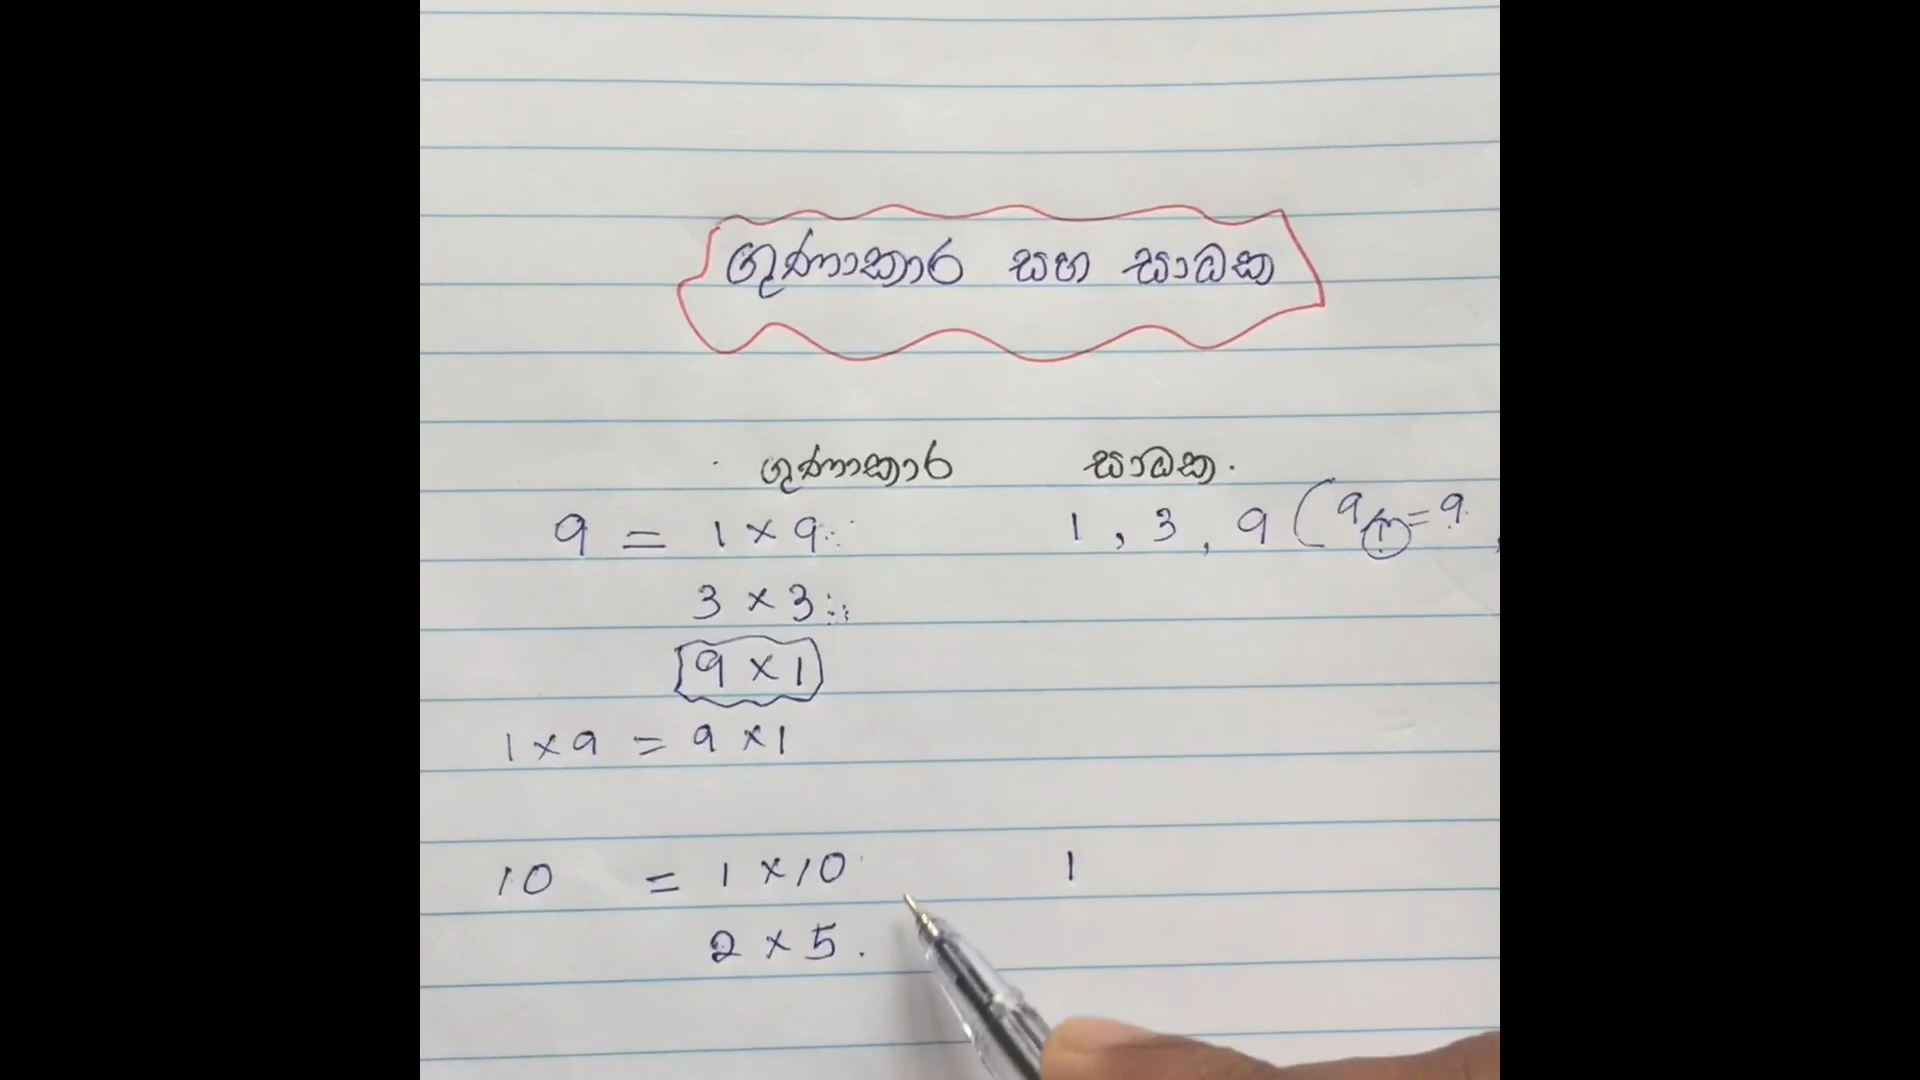 ගුණාකාර සහ සාධක
ගුණාකාර සාධක.
9 = 1 × 9 1 , 3 , 9 ( 9/1 = 9
3 × 3
9 × 1
1 × 9 = 9 × 1
10 = 1 × 10 1
2 × 5 .